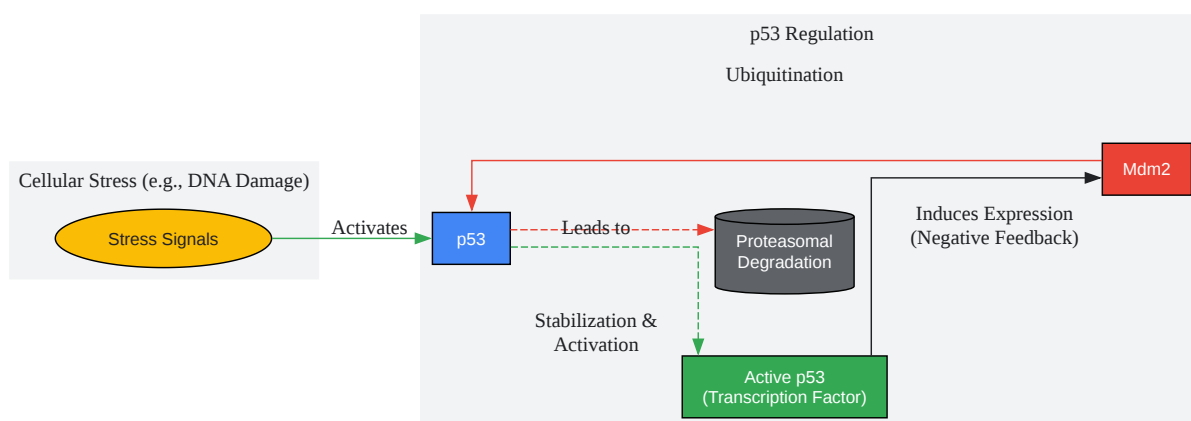 p53 Regulation
Ubiquitination
Mdm2
Cellular Stress (e.g., DNA Damage)
Stress Signals
Activates
p53
Leads to
Proteasomal
Degradation
Induces Expression
(Negative Feedback)
Stabilization &
Activation
Active p53
(Transcription Factor)